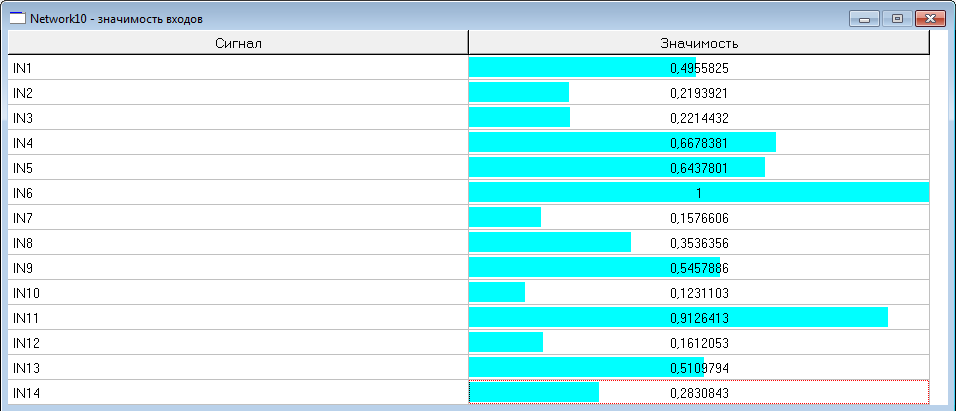 Network10 - значимость входов
Сигнал Значимость
IN1 0,4955825
IN2 0,2193921
IN3 0,2214432
IN4 0,6678381
IN5 0,6437801
IN6 1
IN7 0,1576606
IN8 0,3536356
IN9 0,5457886
IN10 0,1231103
IN11 0,9126413
IN12 0,1612053
IN13 0,5109794
IN14 0,2830843